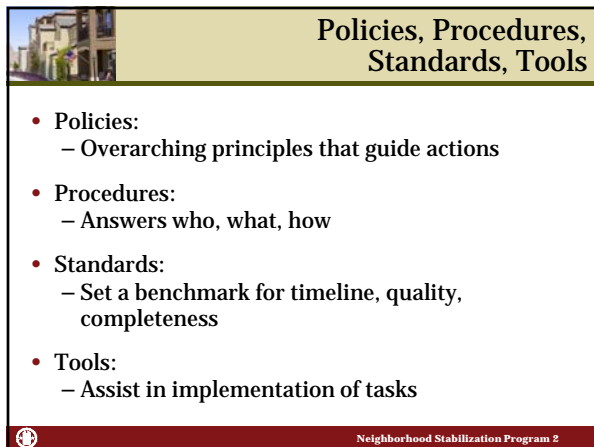 Policies, Procedures,
Standards, Tools
• Policies:
– Overarching principles that guide actions
• Procedures:
– Answers who, what, how
• Standards:
– Set a benchmark for timeline, quality,
completeness
• Tools:
– Assist in implementation of tasks
Neighborhood Stabilization Program 2